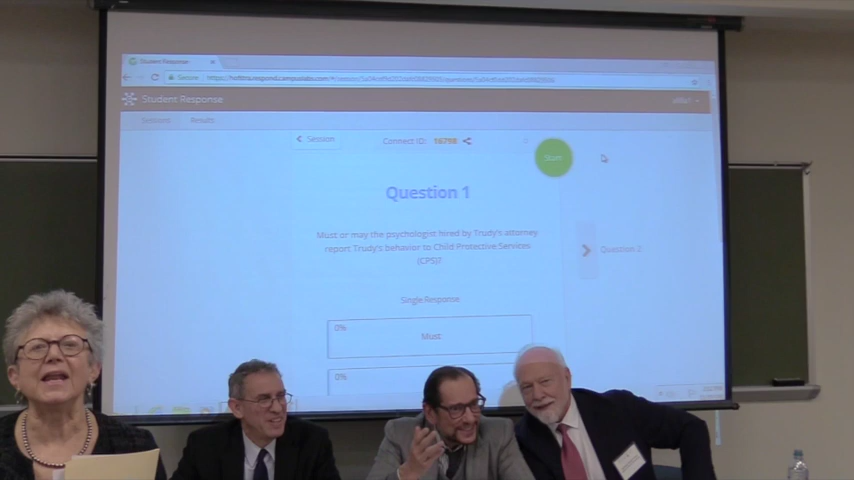 Student Response
Secure
Student Response
Sessions Results
Session
Connect ID: 16798
Start
Question 1
Must or may the psychologist hired by Trudy's attorney
report Trudy's behavior to Child Protective Services
(CPS)?
Question 2
Single Response
0%
Must
0%